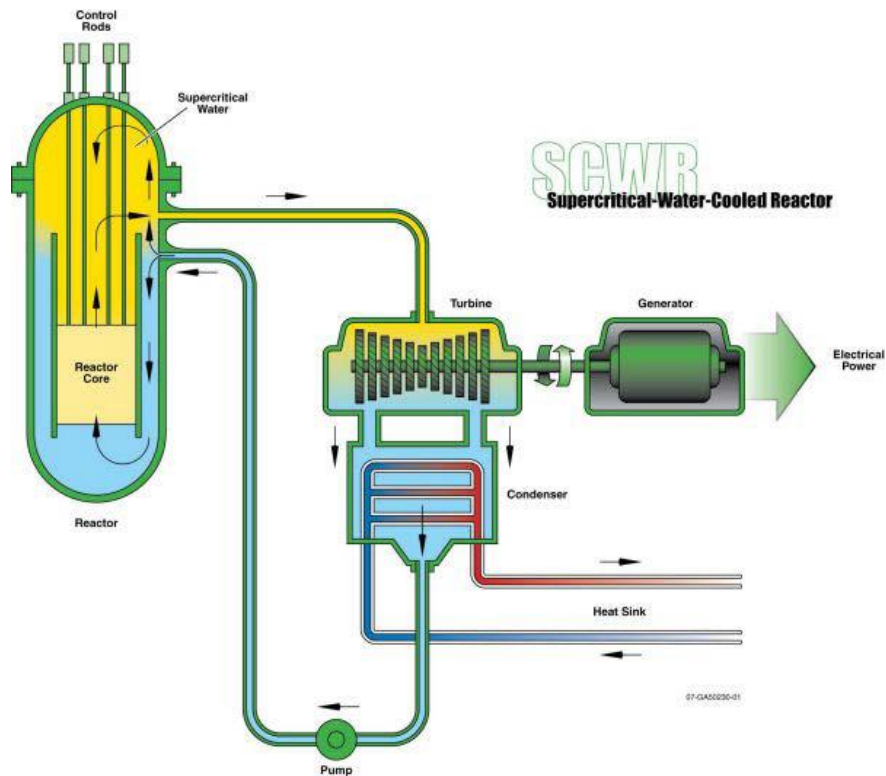 Control
Rods
Supercritical
Water
SCWR
Supercritical-Water-Cooled Reactor
Turbine
Generator
Electrical
Power
Reactor
Core
Condenser
Reactor
Heat Sink
07-GA50236-01
Pump